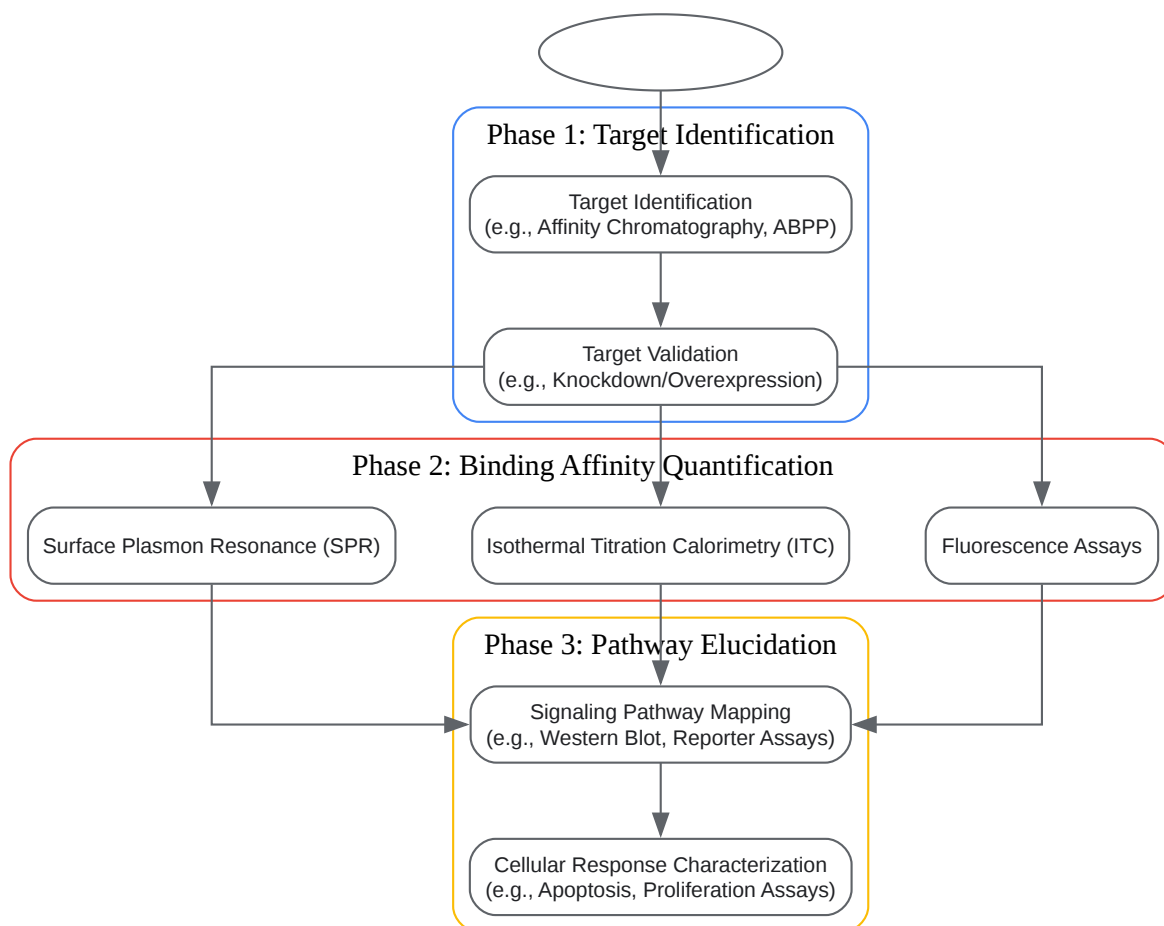 Phase 1: Target Identification
Target Identification
(e.g., Affinity Chromatography, ABPP)
Target Validation
(e.g., Knockdown/Overexpression)
Phase 2: Binding Affinity Quantification
Surface Plasmon Resonance (SPR)
Isothermal Titration Calorimetry (ITC)
Fluorescence Assays
Phase 3: Pathway Elucidation
Signaling Pathway Mapping
(e.g., Western Blot, Reporter Assays)
Cellular Response Characterization
(e.g., Apoptosis, Proliferation Assays)